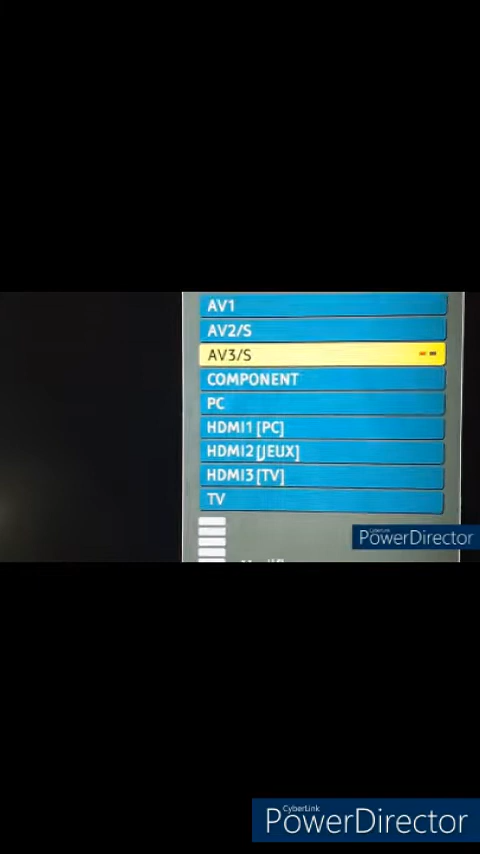 AV1
AV2/S
AV3/S
COMPONENT
PC
HDMI1[PC]
HDMI2[JEUX]
HDMI3[TV]
TV
CyberLink
PowerDirector
CyberLink
PowerDirector